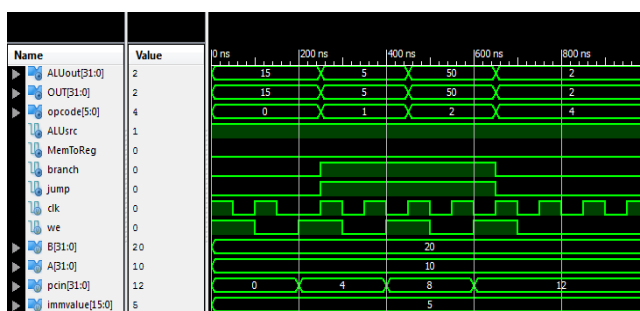 Name Value 0 ns 200 ns 400 ns 600 ns 800 ns
ALUout[31:0] 2 15 5 50 2
OUT[31:0] 2 15 5 50 2
opcode[5:0] 4 0 1 2 4
ALUsrc 1
MemToReg 0
branch 0
jump 0
clk 0
we 0
B[31:0] 20 20
A[31:0] 10 10
pcin[31:0] 12 0 4 8 12
immvalue[15:0] 5 5